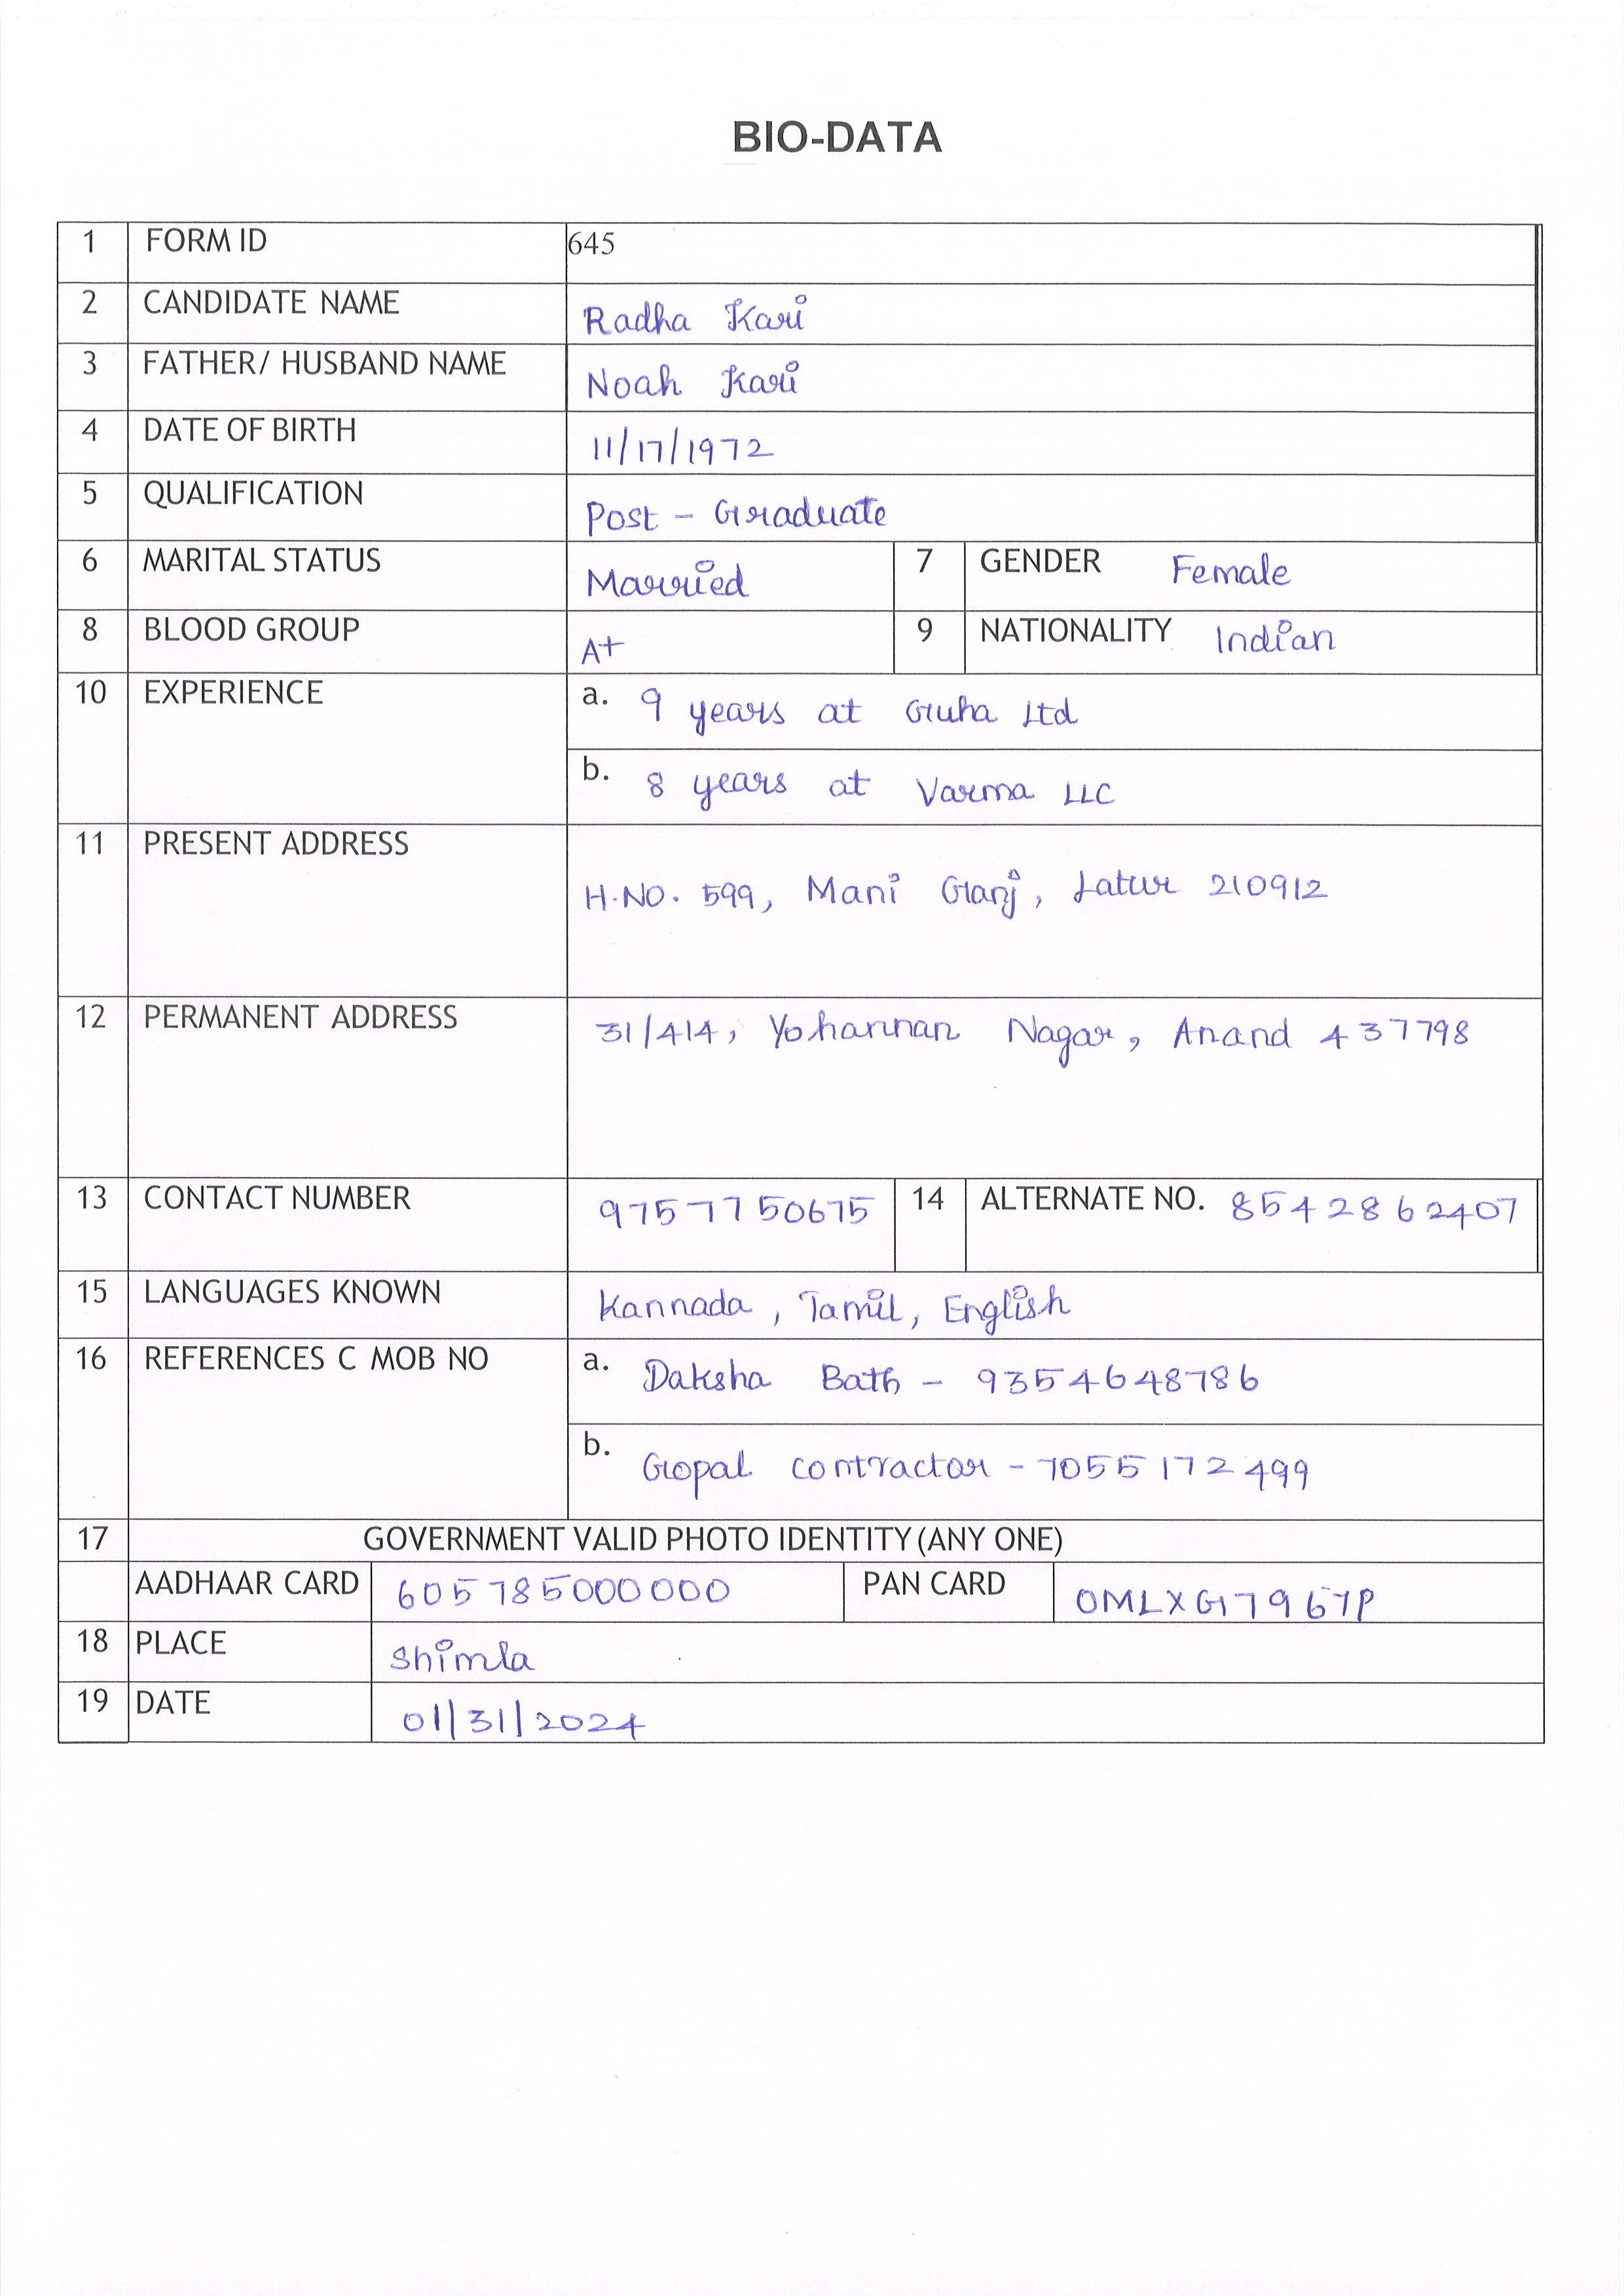 BIO-DATA
1 FORM ID 645
2 CANDIDATE NAME Radha Kari
3 FATHER/ HUSBAND NAME Noah Kari
4 DATE OF BIRTH 11/17/1972
5 QUALIFICATION Post - Graduate
6 MARITAL STATUS Married 7 GENDER Female
8 BLOOD GROUP A+ 9 NATIONALITY Indian
10 EXPERIENCE a. 9 years at Guha Ltd
b. 8 years at Varma LLC
11 PRESENT ADDRESS
H.NO. 599, Mani Ganj, Latur 210912
12 PERMANENT ADDRESS 31/414, Yohannan Nagar, Anand 437798
13 CONTACT NUMBER 9757750675 14 ALTERNATE NO. 8542862407
15 LANGUAGES KNOWN Kannada, Tamil, English
16 REFERENCES C MOB NO a. Daksha Bath - 9354648786
b. Gopal contractor - 7055172499
17 GOVERNMENT VALID PHOTO IDENTITY (ANY ONE)
AADHAAR CARD 605785000000 PAN CARD OMLXG7967P
18 PLACE Shimla
19 DATE 01/31/2024